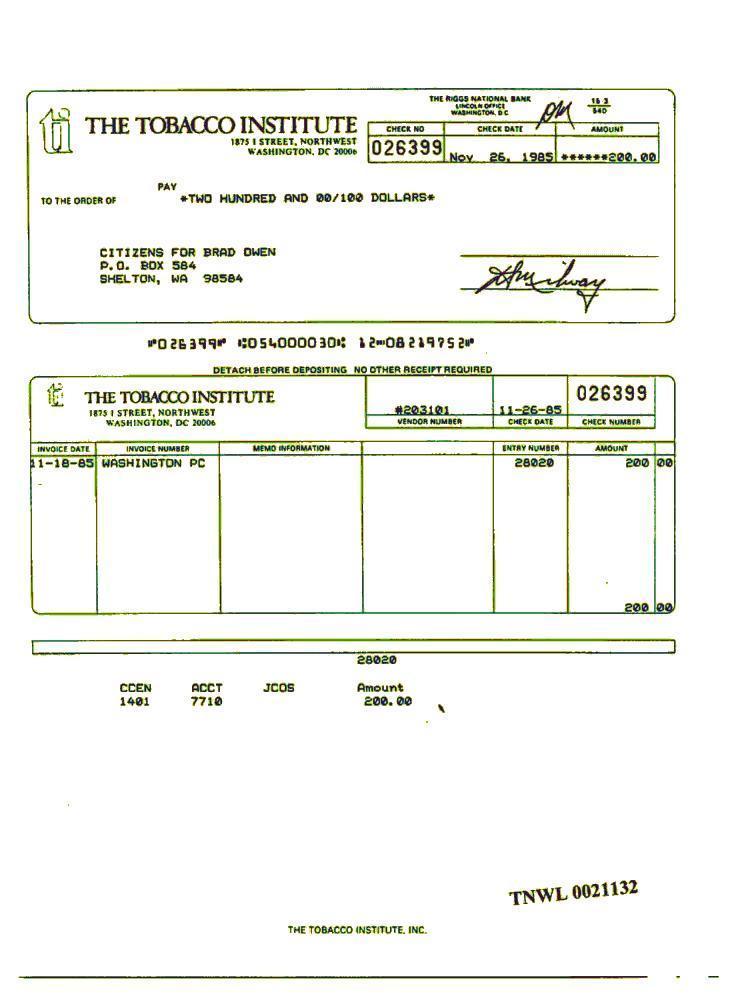 THE RIGGS NATIONAL BANK
LINCOLN OFFICE
WASHINGTON, D C
15-3
540
THE TOBACCO INSTITUTE
1875 I STREET, NORTHWEST
WASHINGTON, DC 20006
CHECK NO CHECK DATE AMOUNT
026399 Nov 26, 1985 ******200.00
PAY
TO THE ORDER OF *TWO HUNDRED AND 00/100 DOLLARS*
CITIZENS FOR BRAD OWEN
P.O. BOX 584
SHELTON, WA 98584
⑈026399⑈ ⑆054000030⑆ 12⑉08219752⑈
DETACH BEFORE DEPOSITING NO OTHER RECEIPT REQUIRED
THE TOBACCO INSTITUTE
1875 I STREET, NORTHWEST
WASHINGTON, DC 20006
#203101 11-26-85 026399
VENDOR NUMBER CHECK DATE CHECK NUMBER
INVOICE DATE INVOICE NUMBER MEMO INFORMATION ENTRY NUMBER AMOUNT
11-18-85 WASHINGTON PC 28020 200 00
200 00
28020
CCEN ACCT JCOS Amount
1401 7710 200.00
TNWL 0021132
THE TOBACCO INSTITUTE, INC.